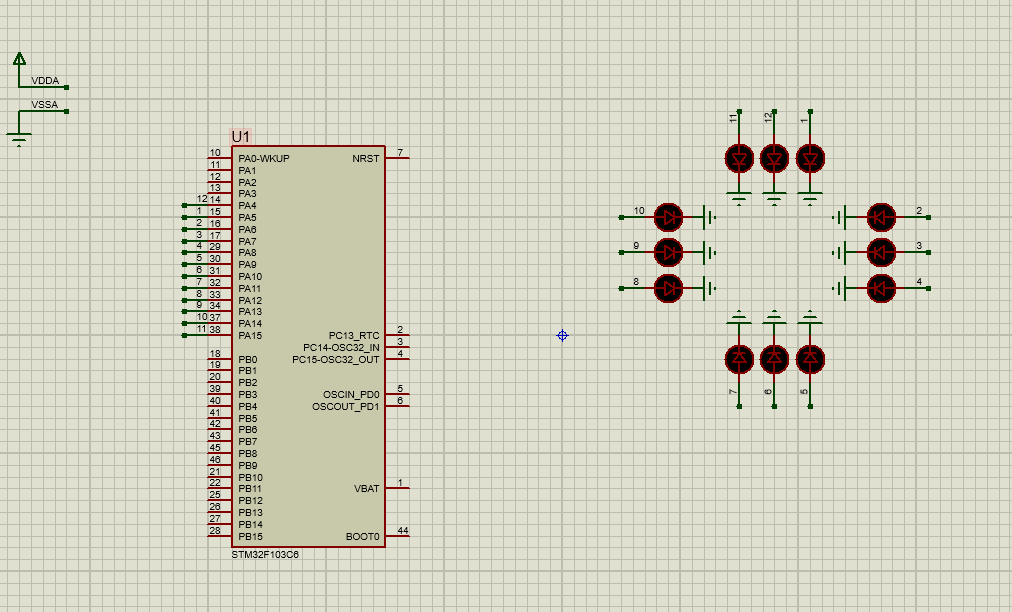 VDDA
VSSA
U1
10 PA0-WKUP NRST 7
11 PA1
12 PA2
13 PA3
12 14 PA4
1 15 PA5
2 16 PA6
3 17 PA7
4 29 PA8
5 30 PA9
6 31 PA10
7 32 PA11
8 33 PA12
9 34 PA13
10 37 PA14
11 38 PA15 PC13_RTC 2
PC14-OSC32_IN 3
18 PB0 PC15-OSC32_OUT 4
19 PB1
20 PB2
39 PB3 OSCIN_PD0 5
40 PB4 OSCOUT_PD1 6
41 PB5
42 PB6
43 PB7
45 PB8
46 PB9
21 PB10
22 PB11 VBAT 1
25 PB12
26 PB13
27 PB14
28 PB15 BOOT0 44
STM32F103C6
11 12 1
10 2
9 3
8 4
7 6 5